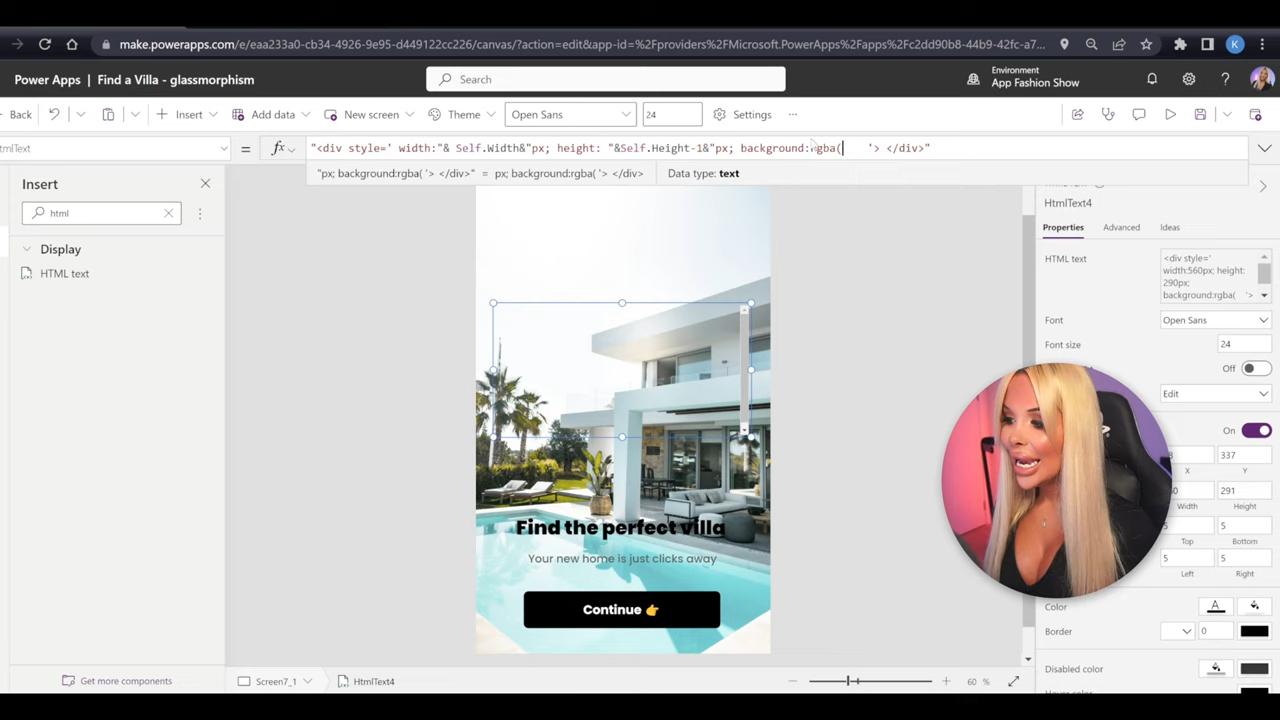 make.powerapps.com/e/eaa233a0-cb34-4926-9e95-d449122cc226/canvas/?action=edit&app-id=%2Fproviders%2FMicrosoft.PowerApps%2Fapps%2Fc2dd90b8-4942-42fc-a7...
K
Power Apps | Find a Villa - glassmorphism
Search
Environment
App Fashion Show
Back
Insert
Add data
New screen
Theme
Open Sans
24
Settings
...
mlText
= fx
"<div style=' width:"& Self.Width&"px; height: "&Self.Height-1&"px; background:rgba( '> </div>"
"px; background:rgba( '> </div>" = px; background:rgba( '> </div>
Data type: text
Insert
html
Display
HTML text
Find the perfect villa
Your new home is just clicks away
Continue 👉
HtmlText4
Properties
Advanced
Ideas
HTML text
<div style='
width:560px; height:
290px;
background:rgba( '>
Font
Open Sans
Font size
24
Off
Edit
On
337
X
Y
291
Width
Height
5
Top
Bottom
5
5
Left
Right
Color
Border
0
Disabled color
Get more components
Screen7_1
HtmlText4
60 %